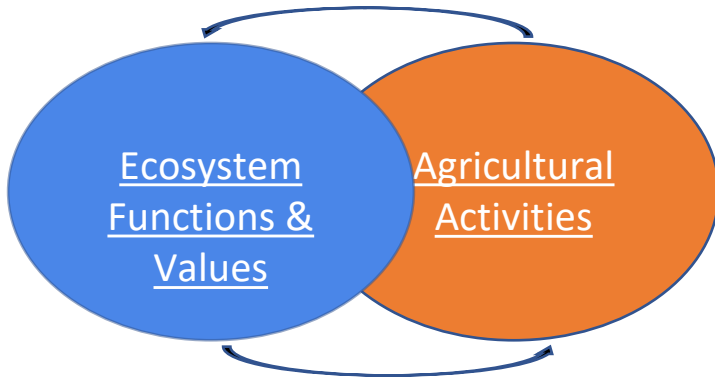 Ecosystem
Functions &
Values
Agricultural
Activities